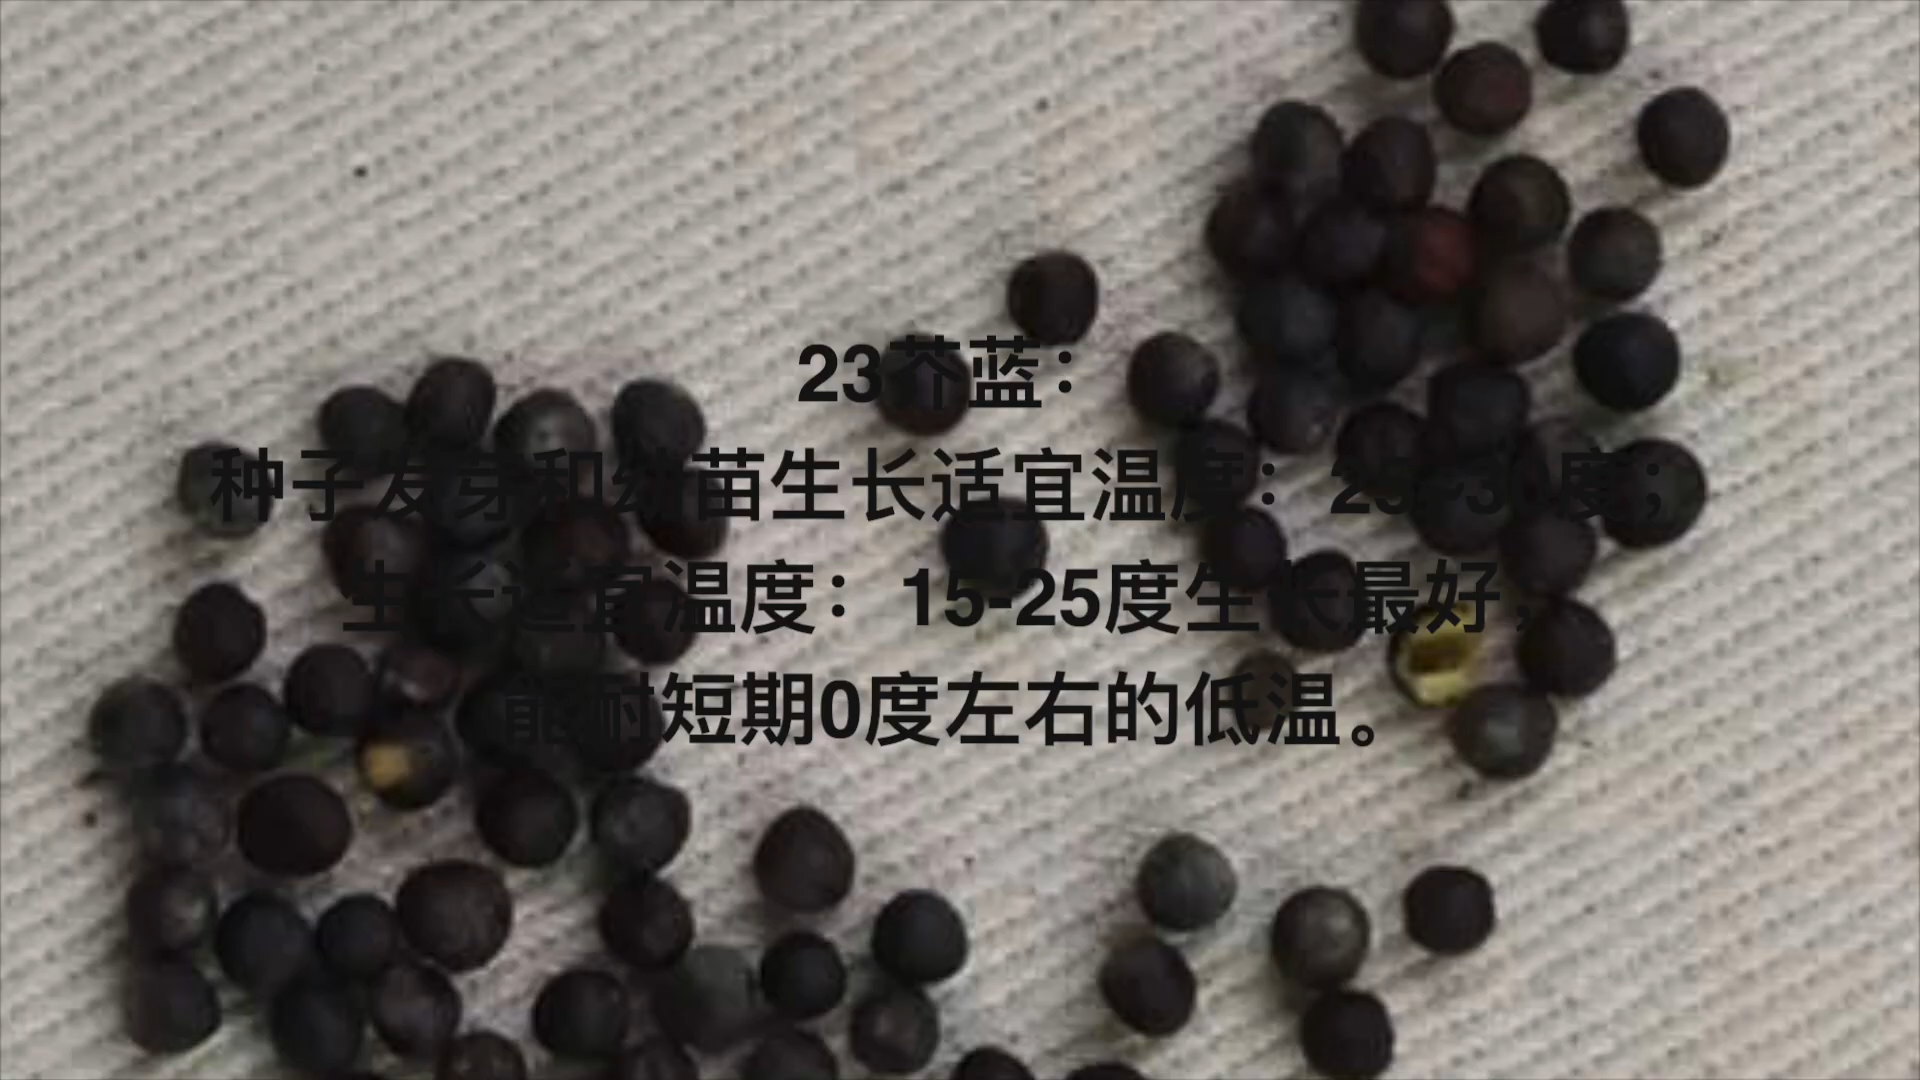 23芥蓝：
种子发芽和幼苗生长适宜温度：25-30度；
生长适宜温度：15-25度生长最好，
能耐短期0度左右的低温。